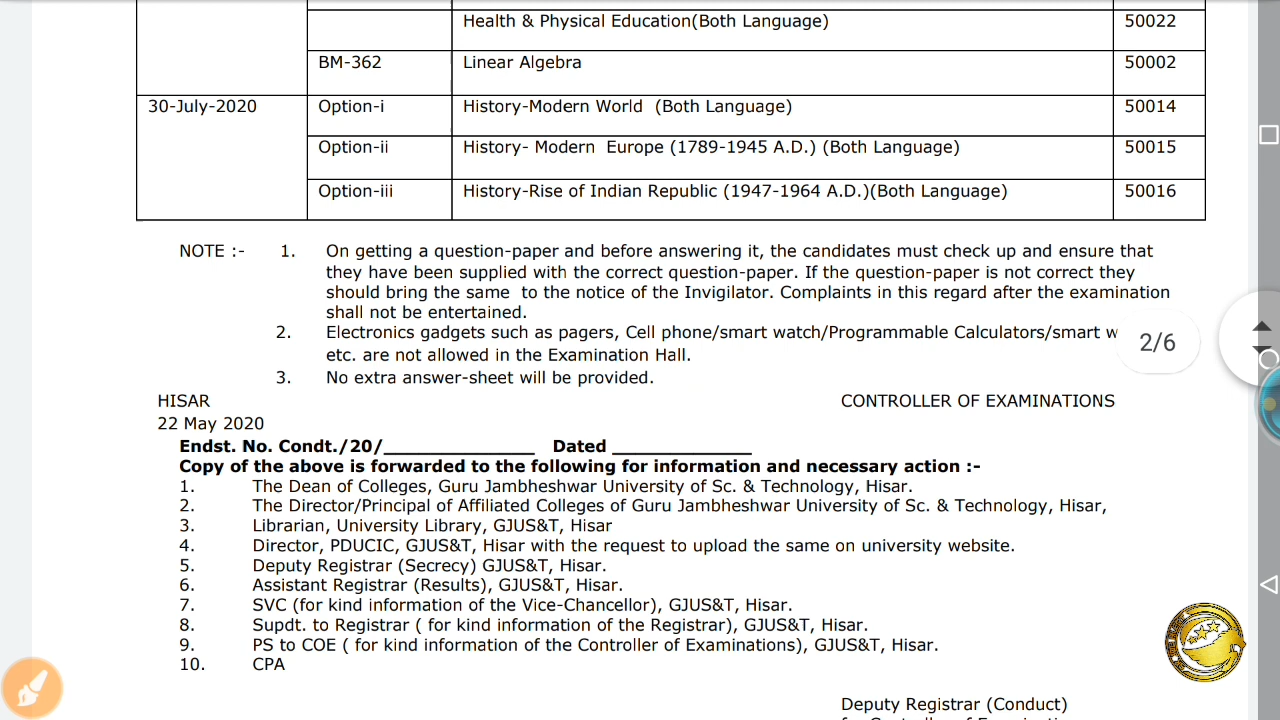 Health & Physical Education(Both Language) 50022
BM-362 Linear Algebra 50002
30-July-2020 Option-i History-Modern World (Both Language) 50014
Option-ii History- Modern Europe (1789-1945 A.D.) (Both Language) 50015
Option-iii History-Rise of Indian Republic (1947-1964 A.D.)(Both Language) 50016
NOTE :- 1. On getting a question-paper and before answering it, the candidates must check up and ensure that
they have been supplied with the correct question-paper. If the question-paper is not correct they
should bring the same to the notice of the Invigilator. Complaints in this regard after the examination
shall not be entertained.
2. Electronics gadgets such as pagers, Cell phone/smart watch/Programmable Calculators/smart w
2/6
etc. are not allowed in the Examination Hall.
3. No extra answer-sheet will be provided.
HISAR CONTROLLER OF EXAMINATIONS
22 May 2020
Endst. No. Condt./20/_______________ Dated ______________
Copy of the above is forwarded to the following for information and necessary action :-
1. The Dean of Colleges, Guru Jambheshwar University of Sc. & Technology, Hisar.
2. The Director/Principal of Affiliated Colleges of Guru Jambheshwar University of Sc. & Technology, Hisar,
3. Librarian, University Library, GJUS&T, Hisar
4. Director, PDUCIC, GJUS&T, Hisar with the request to upload the same on university website.
5. Deputy Registrar (Secrecy) GJUS&T, Hisar.
6. Assistant Registrar (Results), GJUS&T, Hisar.
7. SVC (for kind information of the Vice-Chancellor), GJUS&T, Hisar.
8. Supdt. to Registrar ( for kind information of the Registrar), GJUS&T, Hisar.
9. PS to COE ( for kind information of the Controller of Examinations), GJUS&T, Hisar.
10. CPA
Deputy Registrar (Conduct)